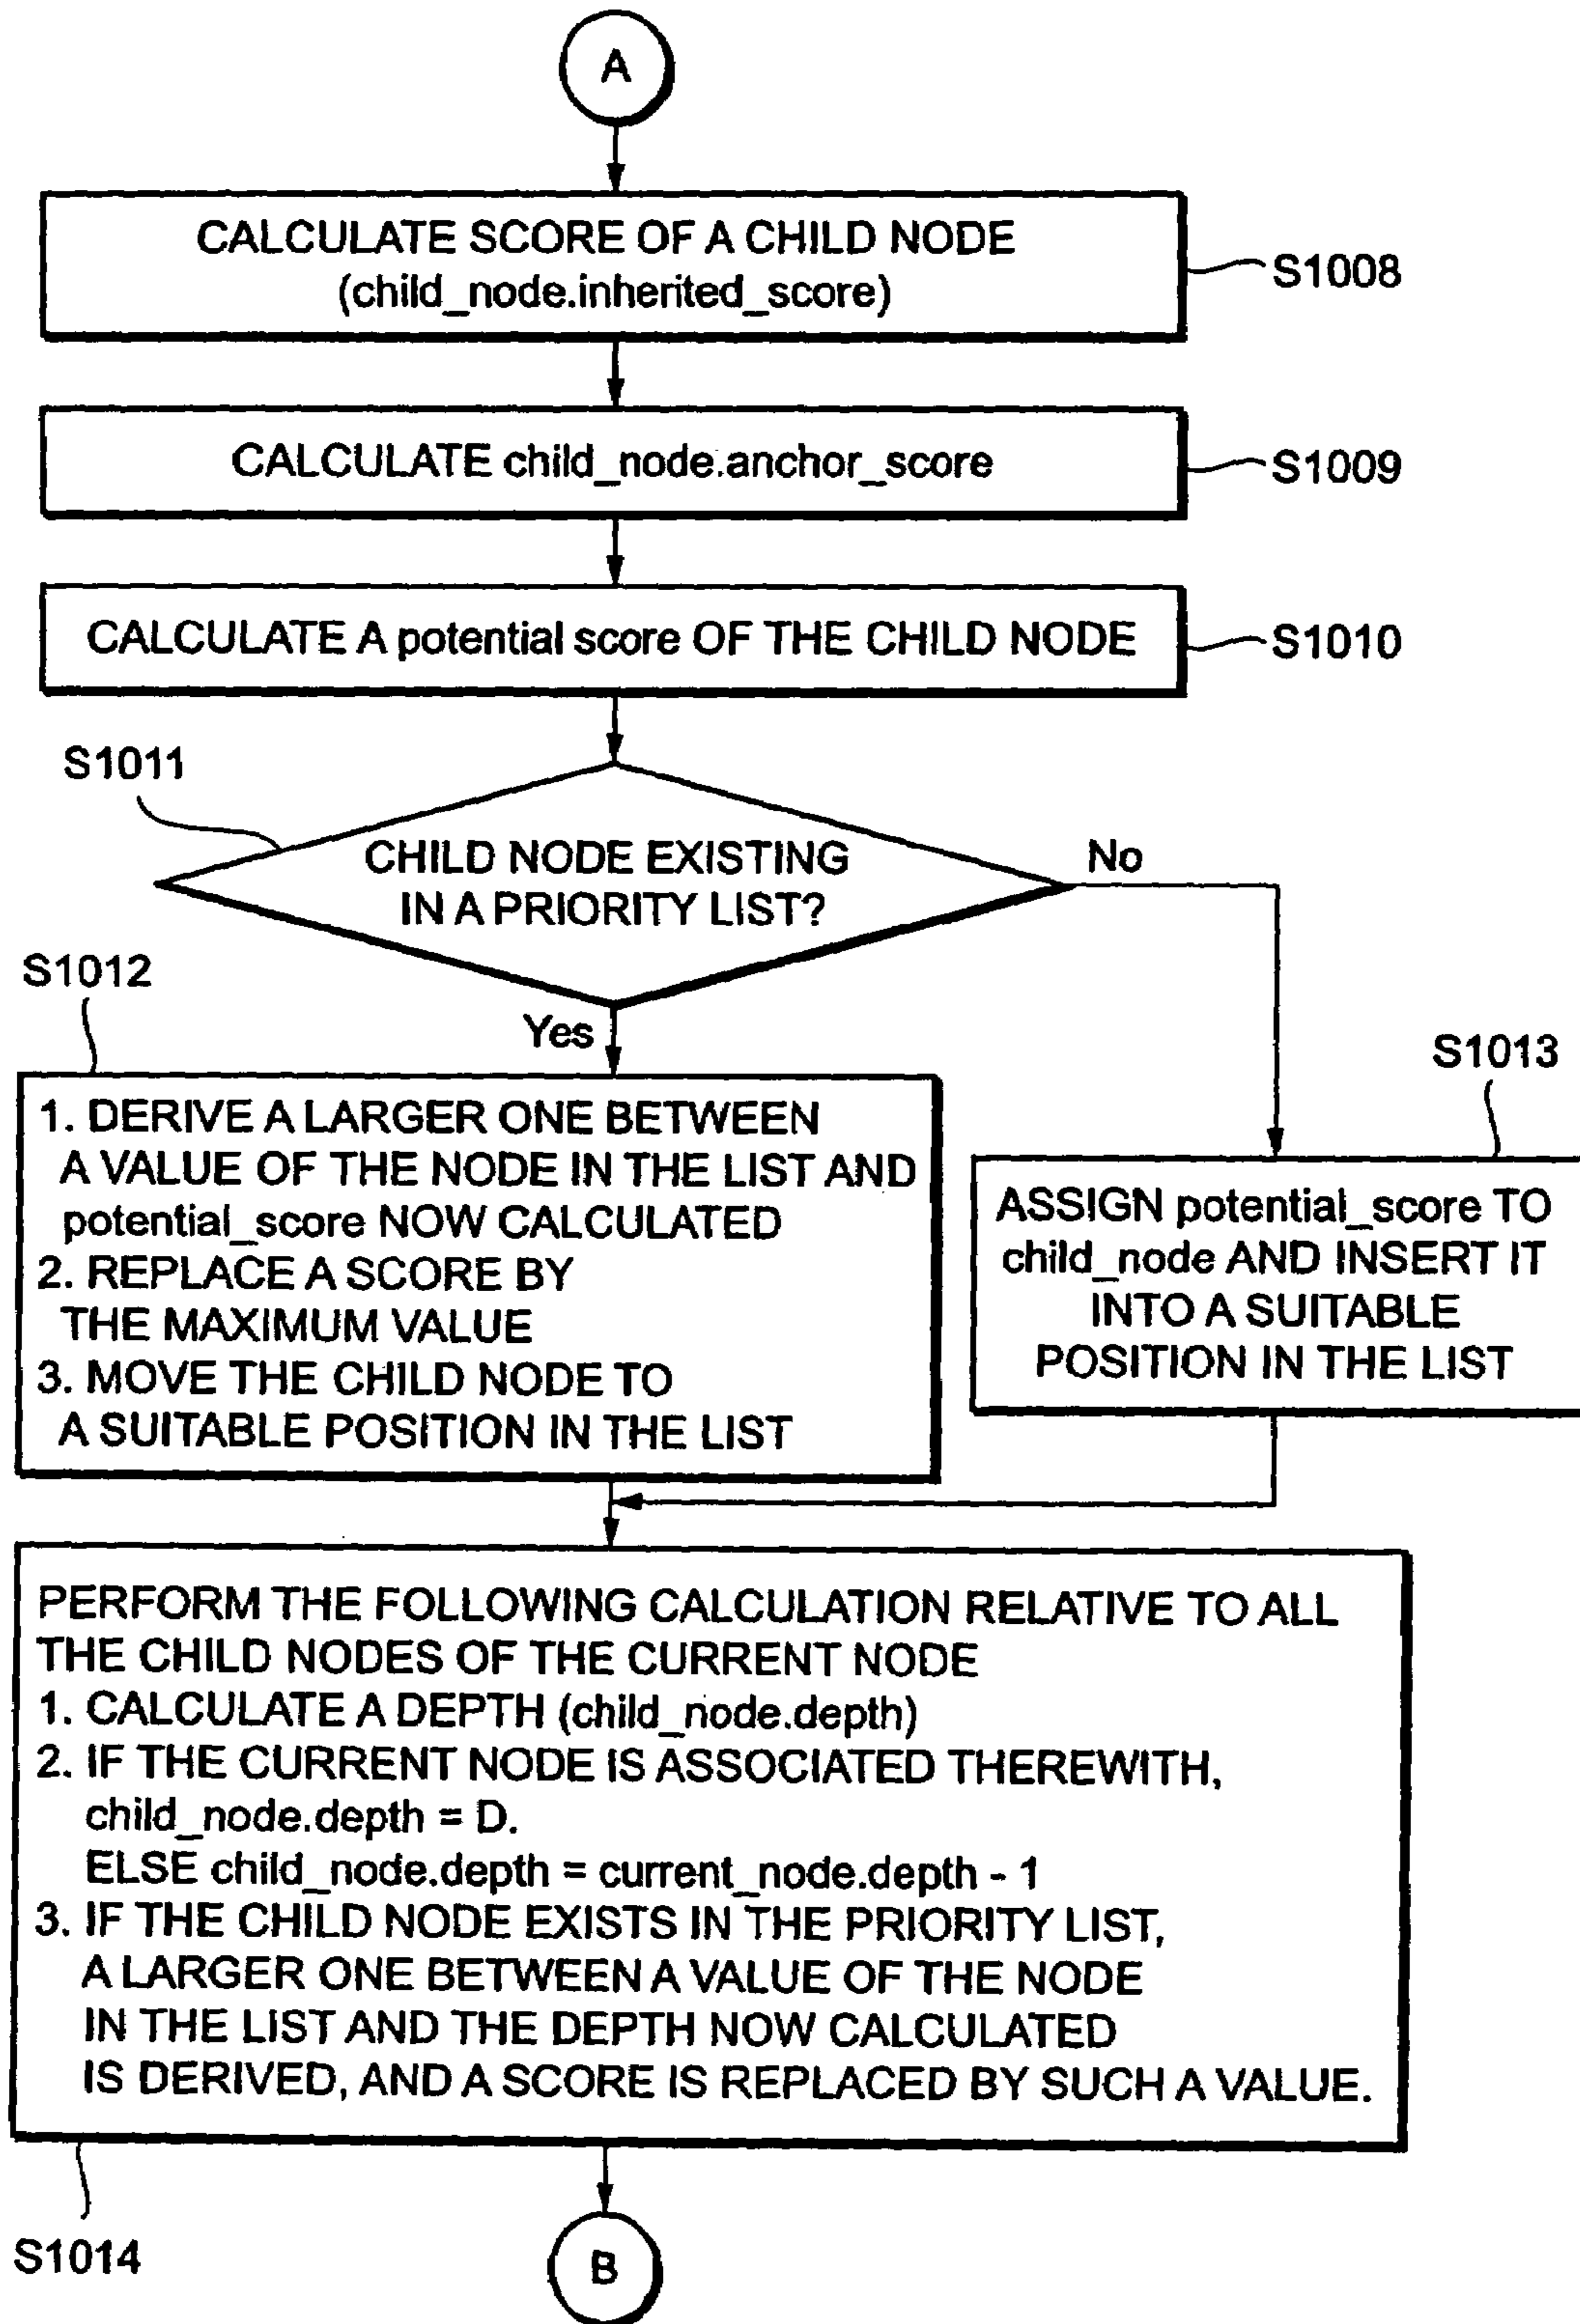 A
CALCULATE SCORE OF A CHILD NODE
(child_node.inherited_score)
S1008
CALCULATE child_node.anchor_score
S1009
CALCULATE A potential score OF THE CHILD NODE
S1010
S1011
CHILD NODE EXISTING
IN A PRIORITY LIST?
No
S1012
Yes
S1013
1. DERIVE A LARGER ONE BETWEEN
A VALUE OF THE NODE IN THE LIST AND
potential_score NOW CALCULATED
2. REPLACE A SCORE BY
THE MAXIMUM VALUE
3. MOVE THE CHILD NODE TO
A SUITABLE POSITION IN THE LIST
ASSIGN potential_score TO
child_node AND INSERT IT
INTO A SUITABLE
POSITION IN THE LIST
PERFORM THE FOLLOWING CALCULATION RELATIVE TO ALL
THE CHILD NODES OF THE CURRENT NODE
1. CALCULATE A DEPTH (child_node.depth)
2. IF THE CURRENT NODE IS ASSOCIATED THEREWITH,
child_node.depth = D.
ELSE child_node.depth = current_node.depth - 1
3. IF THE CHILD NODE EXISTS IN THE PRIORITY LIST,
A LARGER ONE BETWEEN A VALUE OF THE NODE
IN THE LIST AND THE DEPTH NOW CALCULATED
IS DERIVED, AND A SCORE IS REPLACED BY SUCH A VALUE.
S1014
B